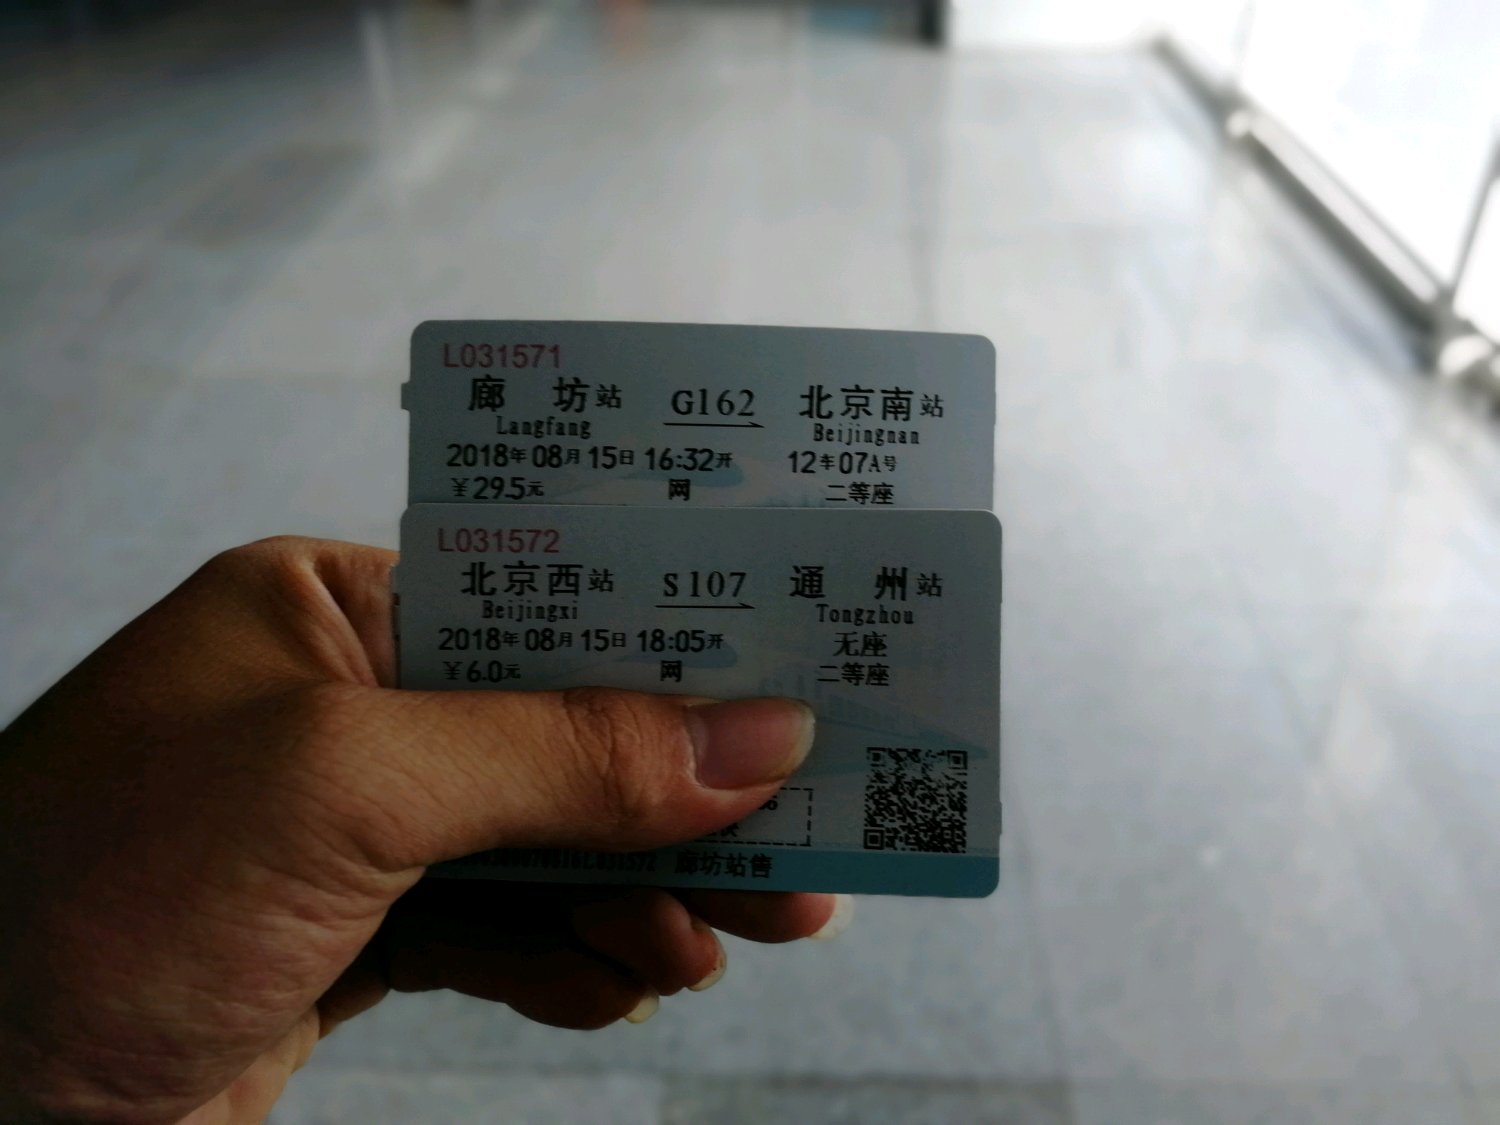 L031571
廊 坊站 G162 北京南站
Langfang Beijingnan
2018年08月15日 16:32开 12车07A号
￥29.5元 网 二等座
L031572
北京西站 S107 通 州站
Beijingxi Tongzhou
2018年08月15日 18:05开 无座
￥6.0元 网 二等座
L031572 廊坊站售